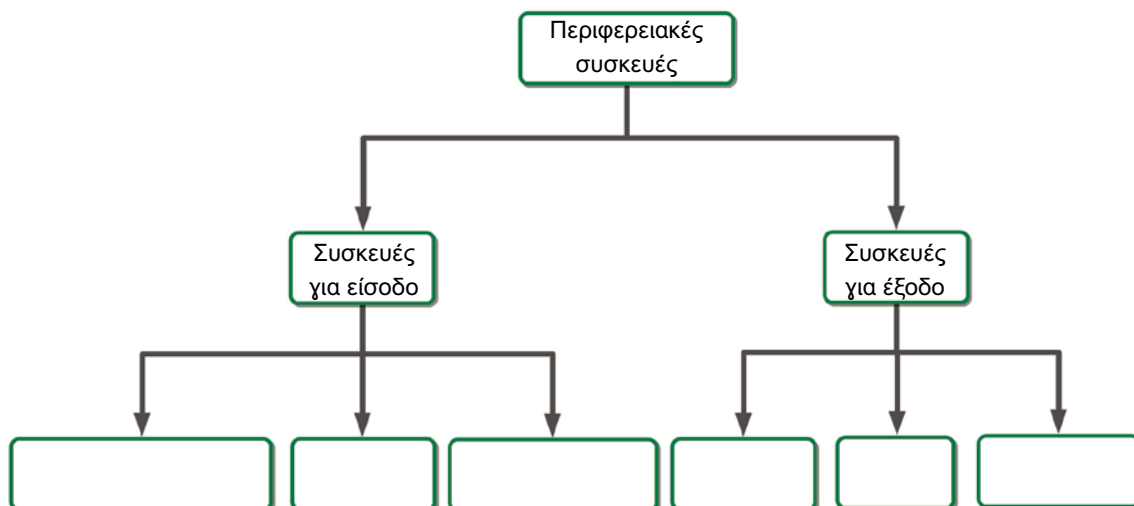 Περιφερειακές
συσκευές
Συσκευές
για είσοδο
Συσκευές
για έξοδο